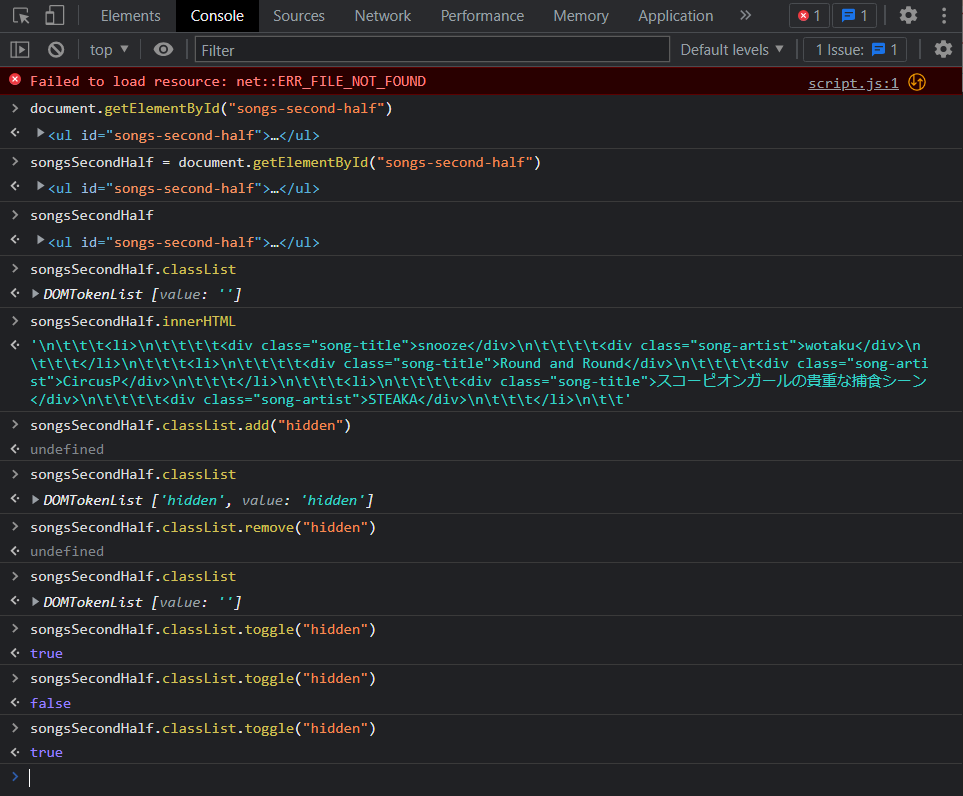 Elements Console Sources Network Performance Memory Application 1 1
top Filter Default levels 1 Issue: 1
Failed to load resource: net::ERR_FILE_NOT_FOUND script.js:1
document.getElementById("songs-second-half")
<ul id="songs-second-half">…</ul>
songsSecondHalf = document.getElementById("songs-second-half")
<ul id="songs-second-half">…</ul>
songsSecondHalf
<ul id="songs-second-half">…</ul>
songsSecondHalf.classList
DOMTokenList [value: '']
songsSecondHalf.innerHTML
'\n\t\t\t<li>\n\t\t\t\t<div class="song-title">snooze</div>\n\t\t\t\t<div class="song-artist">wotaku</div>\n
\t\t\t</li>\n\t\t\t<li>\n\t\t\t\t<div class="song-title">Round and Round</div>\n\t\t\t\t<div class="song-arti
st">CircusP</div>\n\t\t\t</li>\n\t\t\t<li>\n\t\t\t\t<div class="song-title">スコーピオンガールの貴重な捕食シーン
</div>\n\t\t\t\t<div class="song-artist">STEAKA</div>\n\t\t\t</li>\n\t\t'
songsSecondHalf.classList.add("hidden")
undefined
songsSecondHalf.classList
DOMTokenList ['hidden', value: 'hidden']
songsSecondHalf.classList.remove("hidden")
undefined
songsSecondHalf.classList
DOMTokenList [value: '']
songsSecondHalf.classList.toggle("hidden")
true
songsSecondHalf.classList.toggle("hidden")
false
songsSecondHalf.classList.toggle("hidden")
true